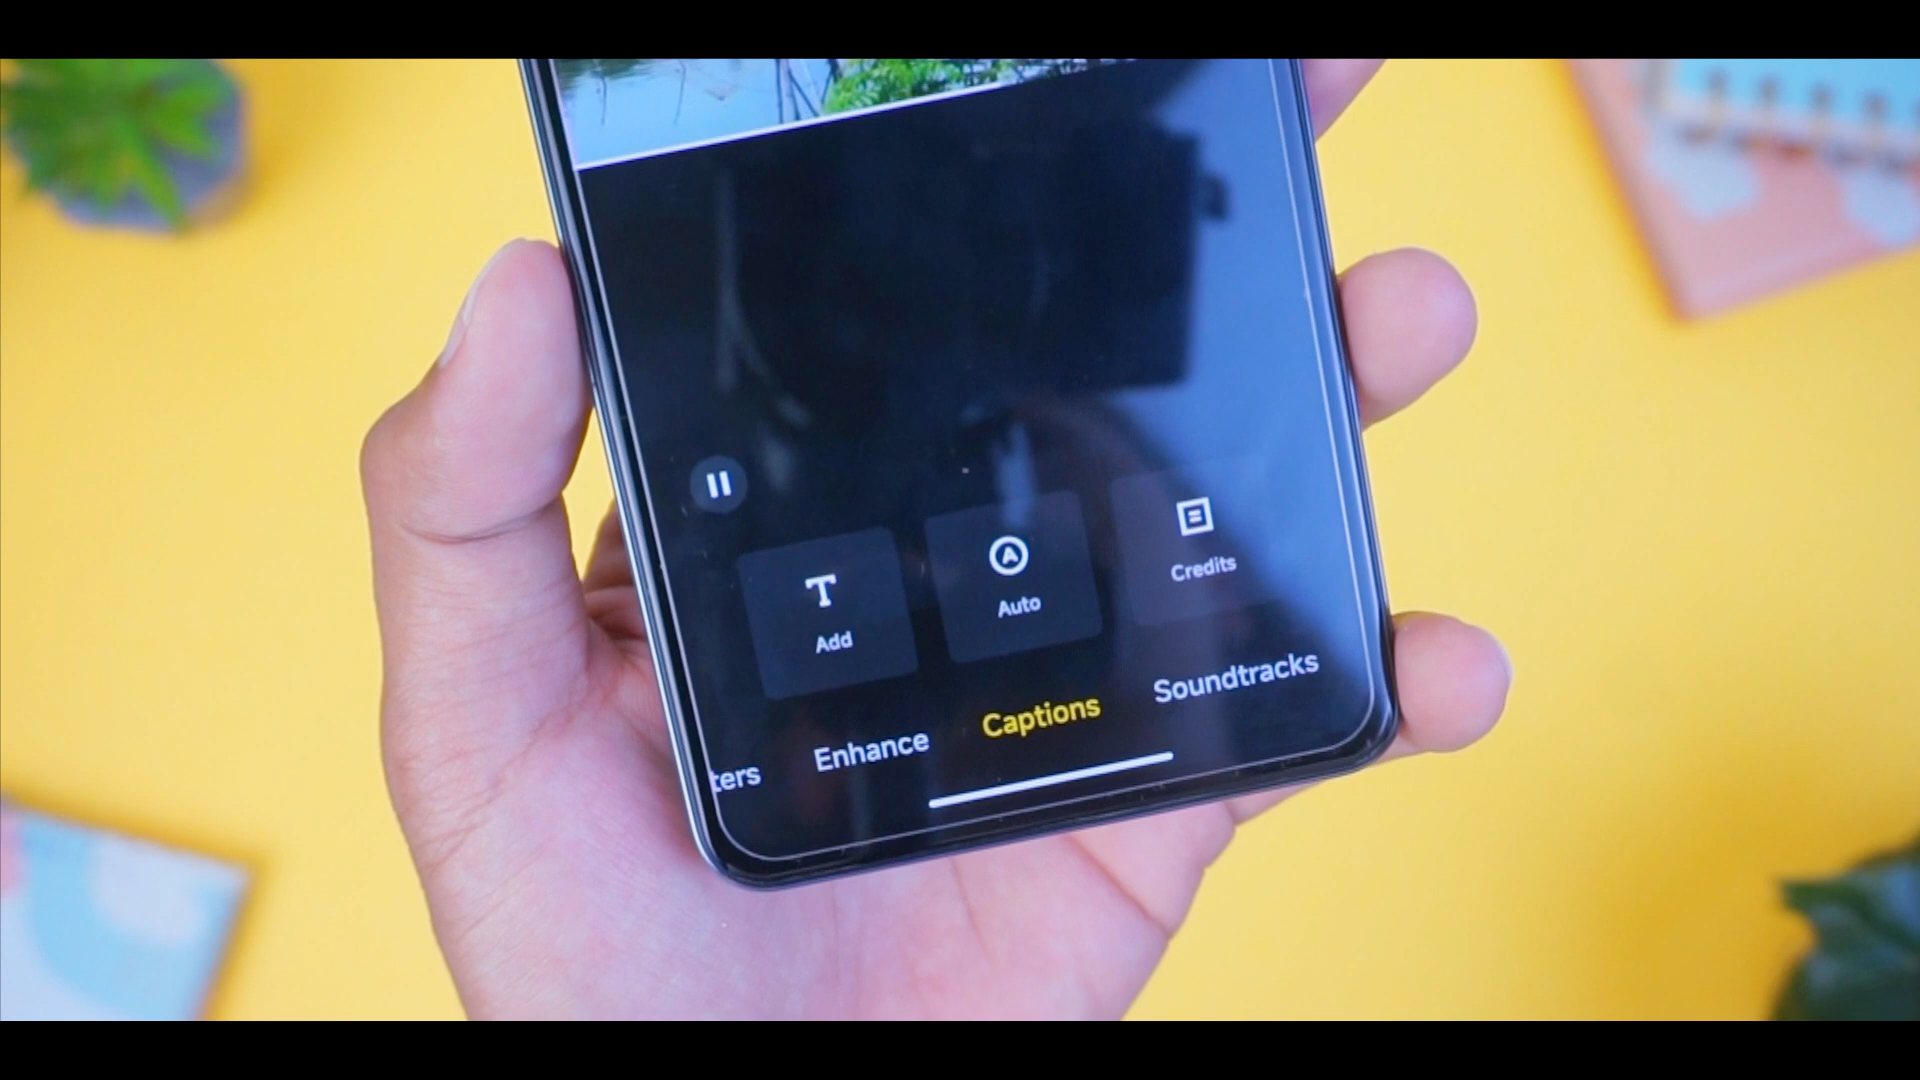 Add
Auto
Credits
ters
Enhance
Captions
Soundtracks